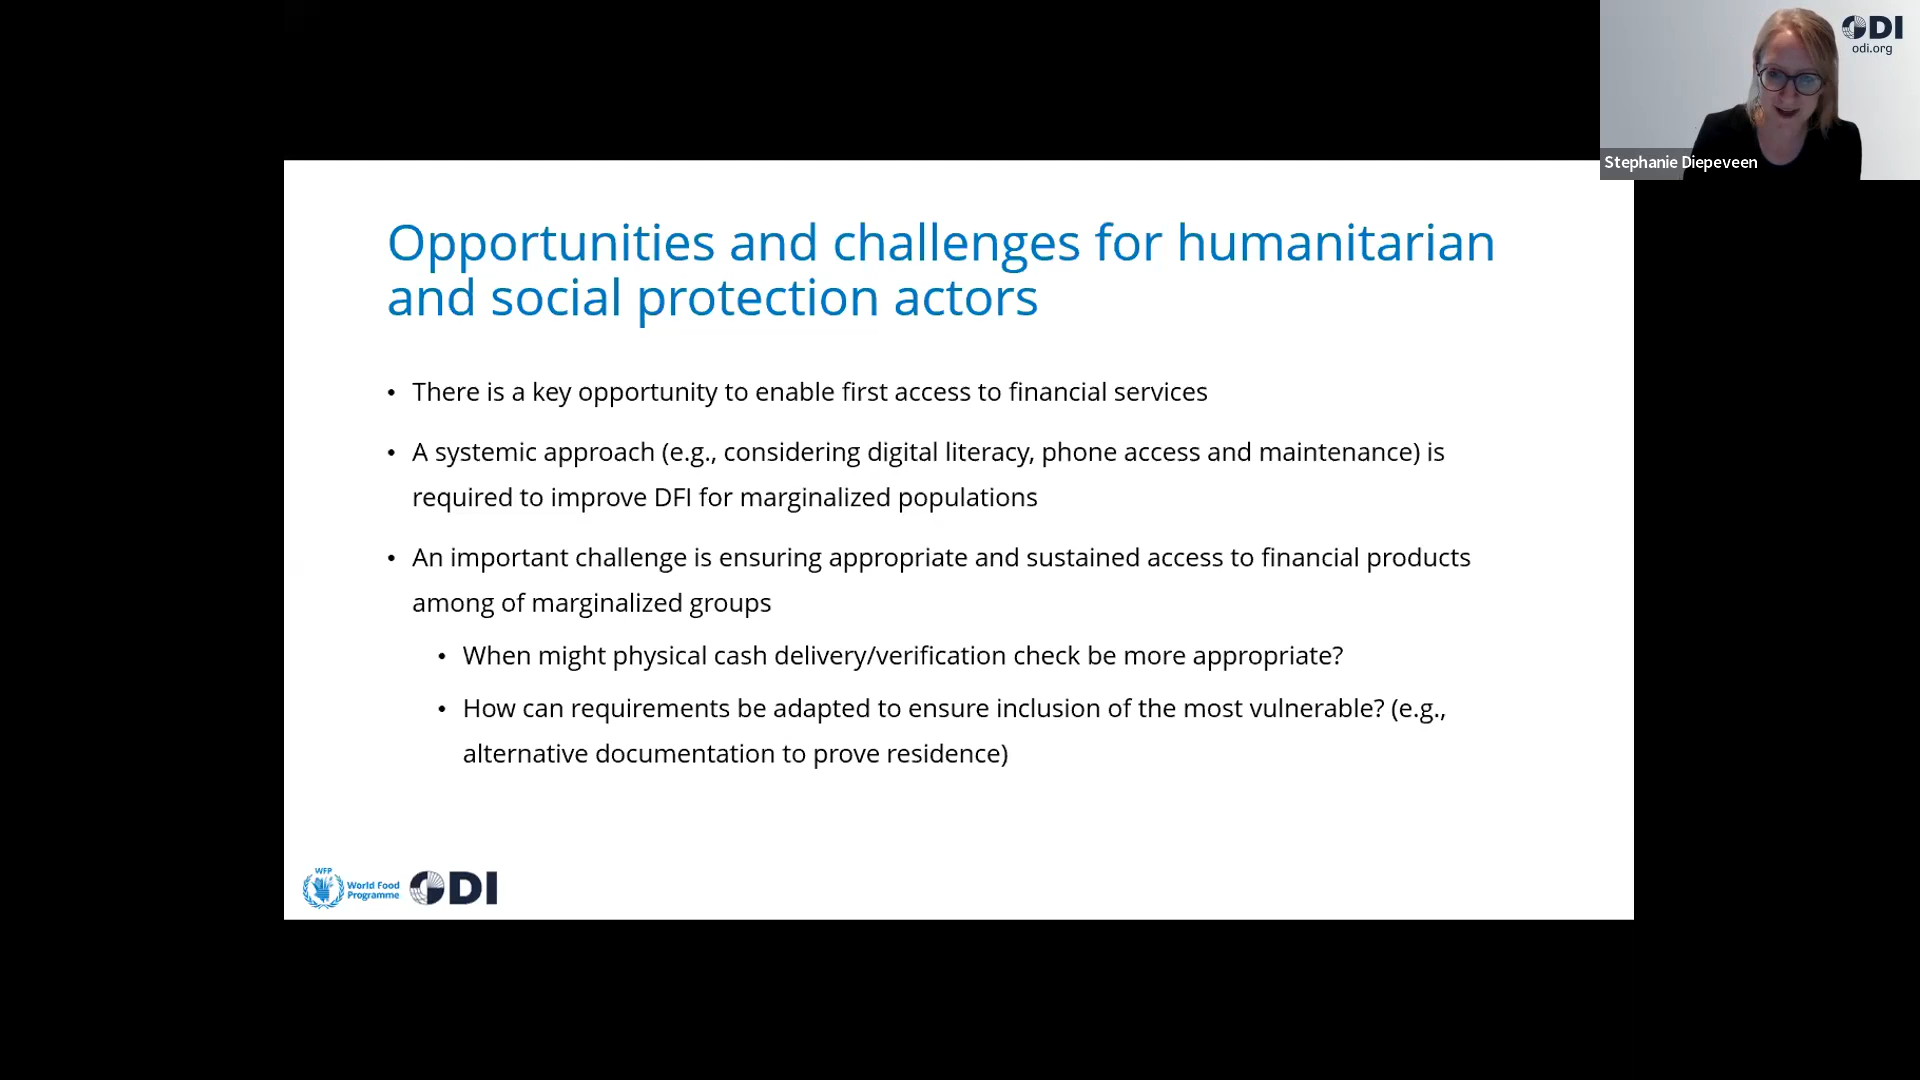 ODI
odi.org
Stephanie Diepeveen
Opportunities and challenges for humanitarian
and social protection actors
• There is a key opportunity to enable first access to financial services
• A systemic approach (e.g., considering digital literacy, phone access and maintenance) is
required to improve DFI for marginalized populations
• An important challenge is ensuring appropriate and sustained access to financial products
among of marginalized groups
• When might physical cash delivery/verification check be more appropriate?
• How can requirements be adapted to ensure inclusion of the most vulnerable? (e.g.,
alternative documentation to prove residence)
WFP
World Food
Programme
ODI